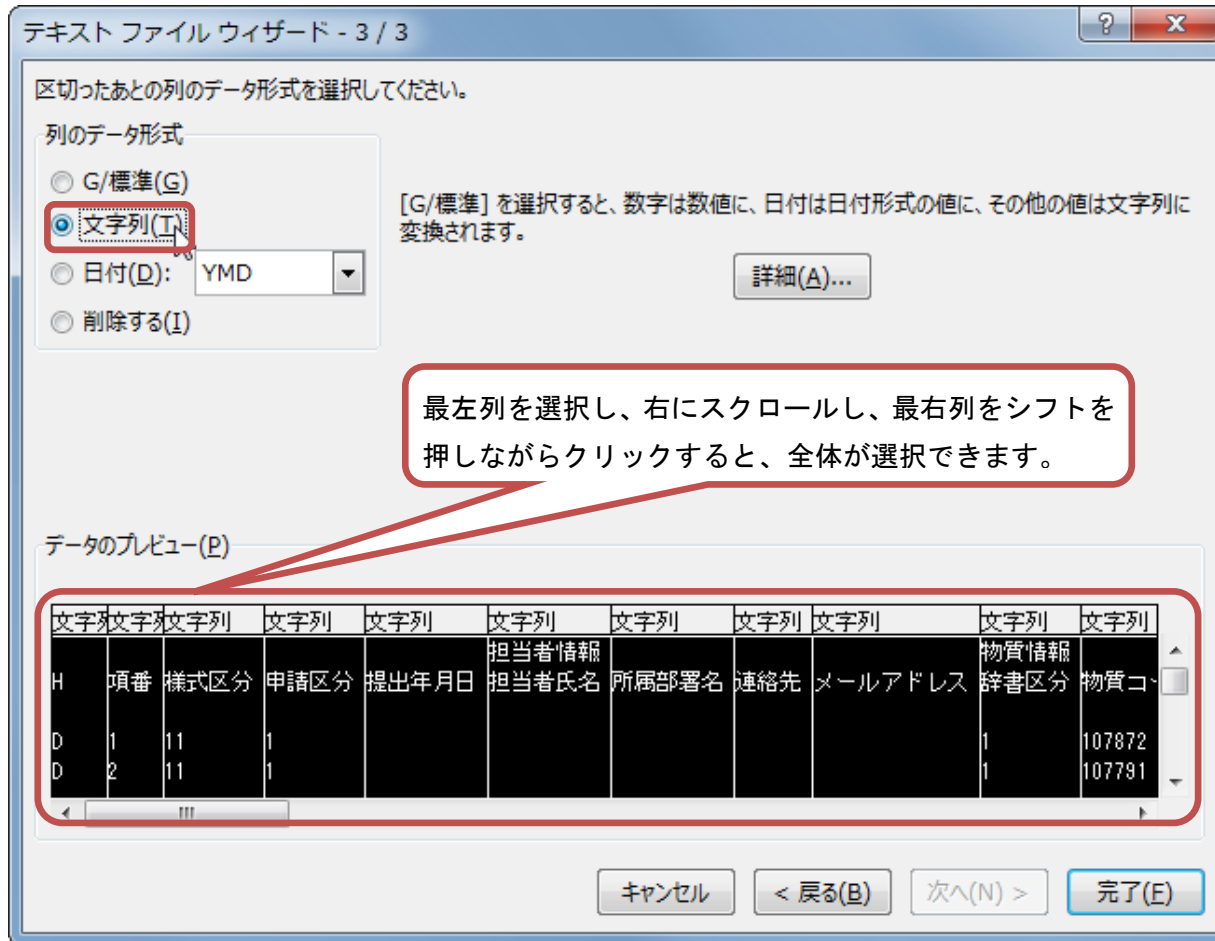 テキスト ファイル ウィザード - 3 / 3
区切ったあとの列のデータ形式を選択してください。
列のデータ形式
G/標準(G)
文字列(T)
日付(D): YMD
削除する(I)
[G/標準] を選択すると、数字は数値に、日付は日付形式の値に、その他の値は文字列に
変換されます。
詳細(A)...
最左列を選択し、右にスクロールし、最右列をシフトを
押しながらクリックすると、全体が選択できます。
データのプレビュー(P)
文字列 文字列 文字列 文字列 文字列 文字列 文字列 文字列 文字列 文字列 文字列
担当者情報 物質情報
H 項番 様式区分 申請区分 提出年月日 担当者氏名 所属部署名 連絡先 メールアドレス 辞書区分 物質コー
D 1 11 1 1 107872
D 2 11 1 1 107791
キャンセル < 戻る(B) 次へ(N) > 完了(F)